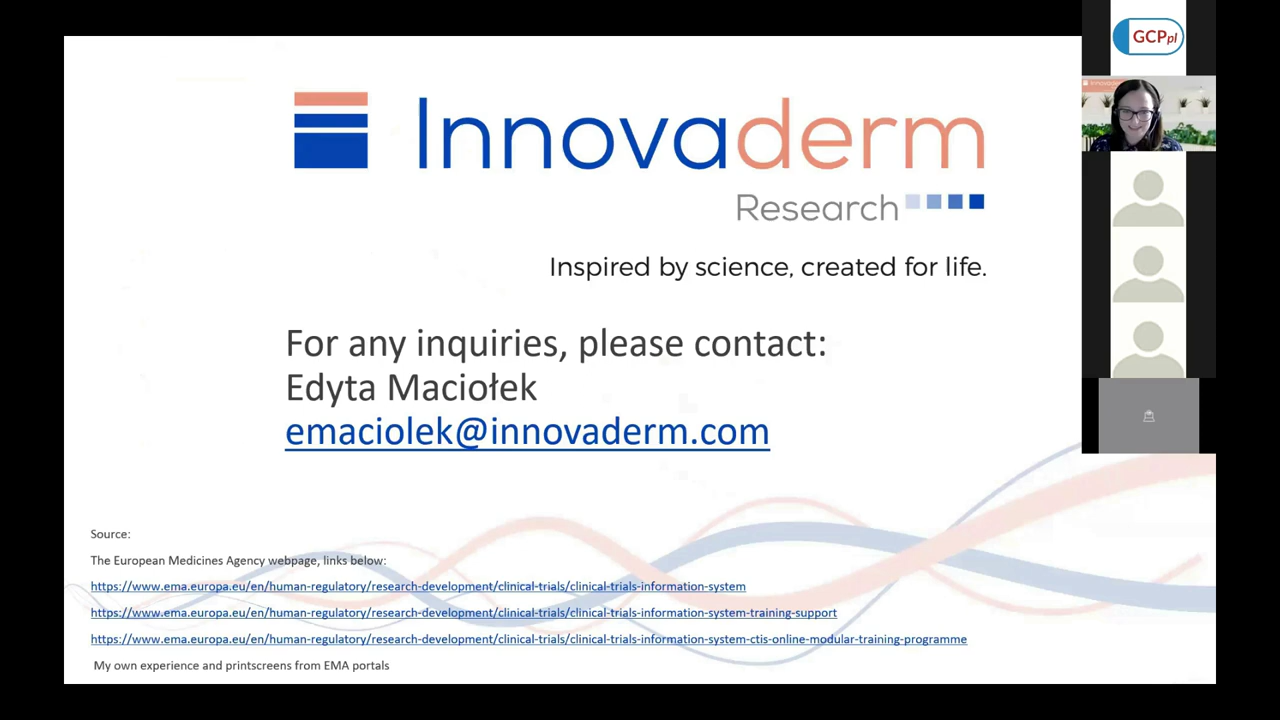 GCPpl
Innovaderm
Research
Inspired by science, created for life.
For any inquiries, please contact:
Edyta Maciołek
emaciolek@innovaderm.com
Source:
The European Medicines Agency webpage, links below:
https://www.ema.europa.eu/en/human-regulatory/research-development/clinical-trials/clinical-trials-information-system
https://www.ema.europa.eu/en/human-regulatory/research-development/clinical-trials/clinical-trials-information-system-training-support
https://www.ema.europa.eu/en/human-regulatory/research-development/clinical-trials/clinical-trials-information-system-ctis-online-modular-training-programme
My own experience and printscreens from EMA portals